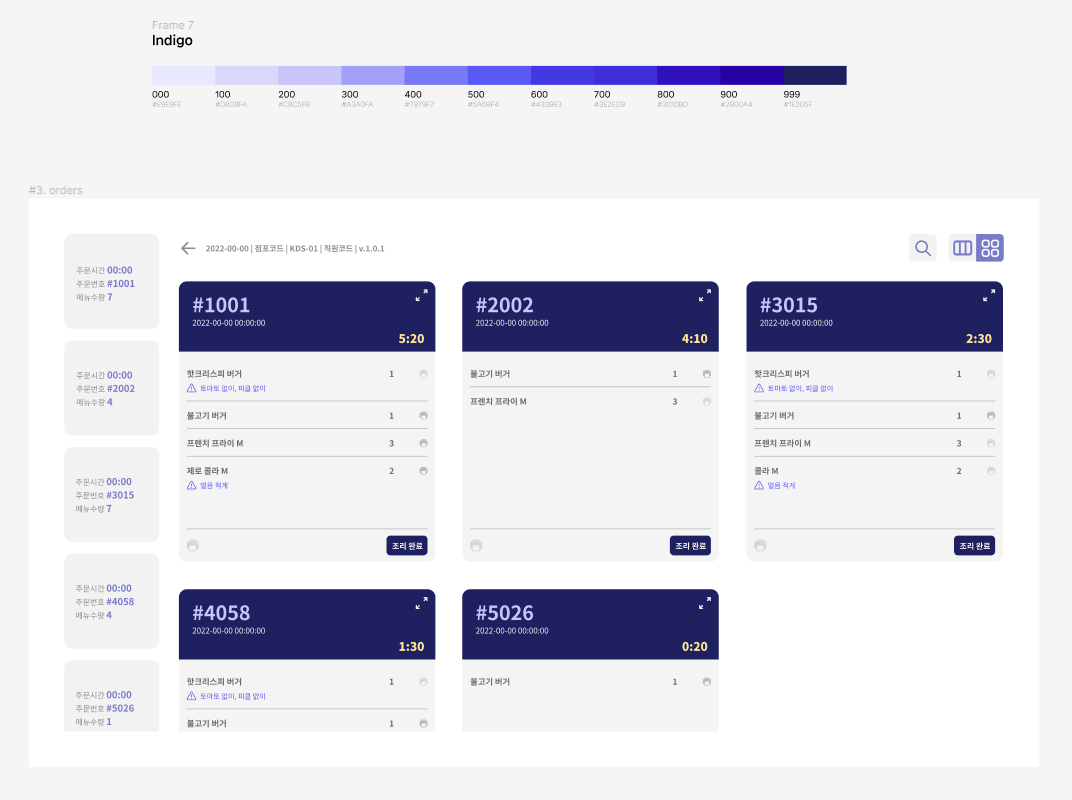 Frame 7
Indigo
000 100 200 300 400 500 600 700 800 900 999
#E9E9FE #D8D8FA #C8C5FB #A3A0FA #7979F7 #5A59F4 #4339E3 #3E2ED9 #3D10BD #2800A4 #1E205F
#3. orders
주문시간 00:00
주문번호 #1001
메뉴수량 7
주문시간 00:00
주문번호 #2002
메뉴수량 4
주문시간 00:00
주문번호 #3015
메뉴수량 7
주문시간 00:00
주문번호 #4058
메뉴수량 4
주문시간 00:00
주문번호 #5026
메뉴수량 1
2022-00-00 | 점포코드 | KDS-01 | 직원코드 | v.1.0.1
#1001
2022-00-00 00:00:00
5:20
핫크리스피 버거 1
토마토 없이, 피클 없이
불고기 버거 1
프렌치 프라이 M 3
제로 콜라 M 2
얼음 적게
조리 완료
#2002
2022-00-00 00:00:00
4:10
불고기 버거 1
프렌치 프라이 M 3
조리 완료
#3015
2022-00-00 00:00:00
2:30
핫크리스피 버거 1
토마토 없이, 피클 없이
불고기 버거 1
프렌치 프라이 M 3
콜라 M 2
얼음 적게
조리 완료
#4058
2022-00-00 00:00:00
1:30
핫크리스피 버거 1
토마토 없이, 피클 없이
불고기 버거 1
#5026
2022-00-00 00:00:00
0:20
불고기 버거 1